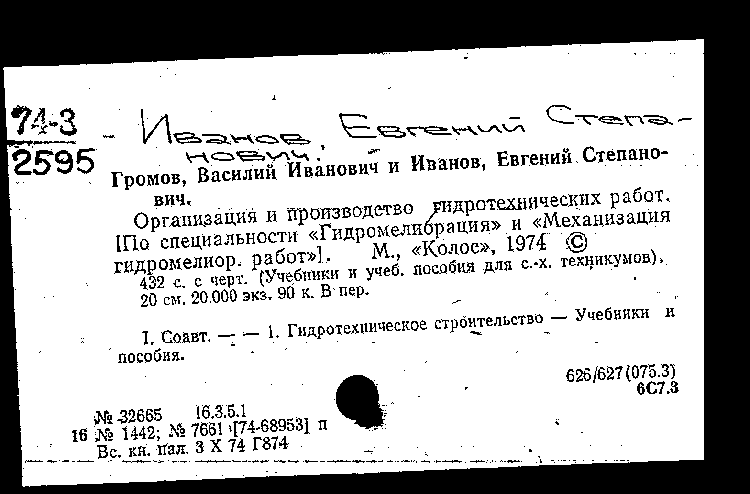 74-3
2595
- Иванов, Евгений Степа-
нович.
Громов, Василий Иванович и Иванов, Евгений Степано-
вич.
Организация и производство гидротехнических работ.
[По специальности «Гидромелиорация» и «Механизация
гидромелиор. работ»]. М., «Колос», 1974 ©
432 с. с черт. (Учебники и учеб. пособия для с.-х. техникумов).
20 см. 20.000 экз. 90 к. В пер.
I. Соавт. — — 1. Гидротехническое строительство — Учебники и
пособия.
626/627(075.3)
6С7.3
№ 32665 16.3.5.1
16 № 1442; № 7661 [74-68953] п
Вс. кн. пал. 3 X 74 Г874